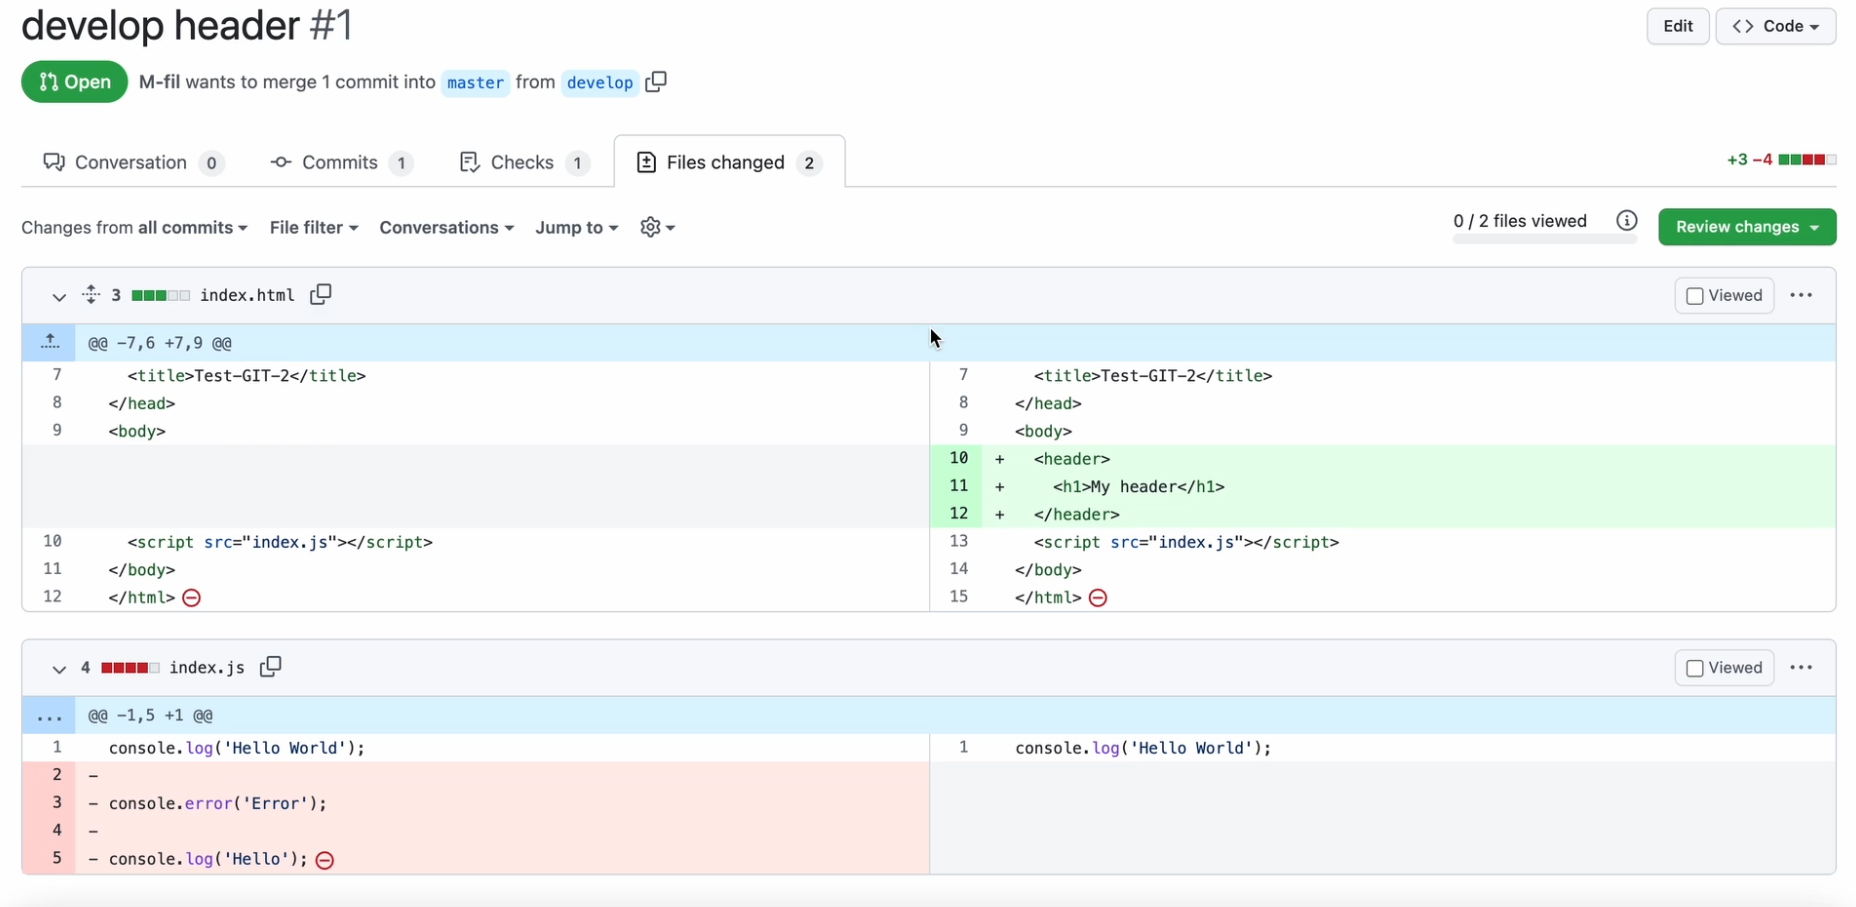 develop header #1
Edit
<> Code
Open
M-fil wants to merge 1 commit into master from develop
Conversation 0
Commits 1
Checks 1
Files changed 2
+3 −4
Changes from all commits
File filter
Conversations
Jump to
0 / 2 files viewed
Review changes
3 index.html
Viewed
@@ -7,6 +7,9 @@
7 <title>Test-GIT-2</title>
8 </head>
9 <body>
10 <script src="index.js"></script>
11 </body>
12 </html>
7 <title>Test-GIT-2</title>
8 </head>
9 <body>
10 + <header>
11 + <h1>My header</h1>
12 + </header>
13 <script src="index.js"></script>
14 </body>
15 </html>
4 index.js
Viewed
@@ -1,5 +1 @@
1 console.log('Hello World');
2 -
3 - console.error('Error');
4 -
5 - console.log('Hello');
1 console.log('Hello World');